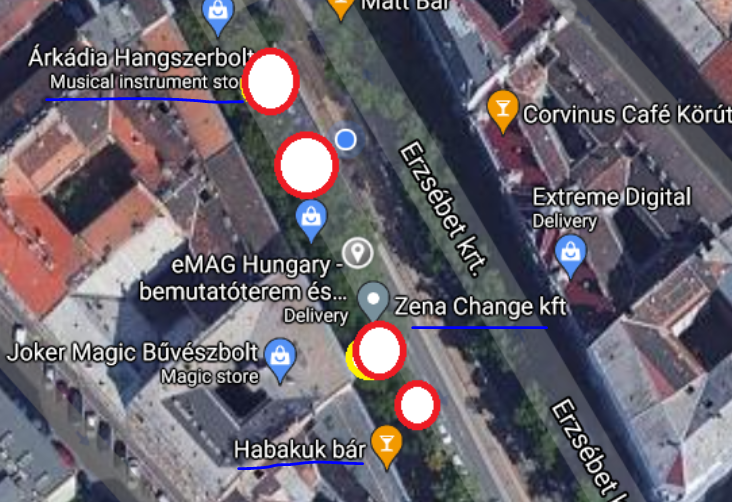 Matt Bar
Árkádia Hangszerbolt
Musical instrument sto
Corvinus Café Körút
Erzsébet krt.
Extreme Digital
Delivery
eMAG Hungary -
bemutatóterem és...
Delivery
Zena Change kft
Joker Magic Bűvészbolt
Magic store
Habakuk bár
Erzsébet k